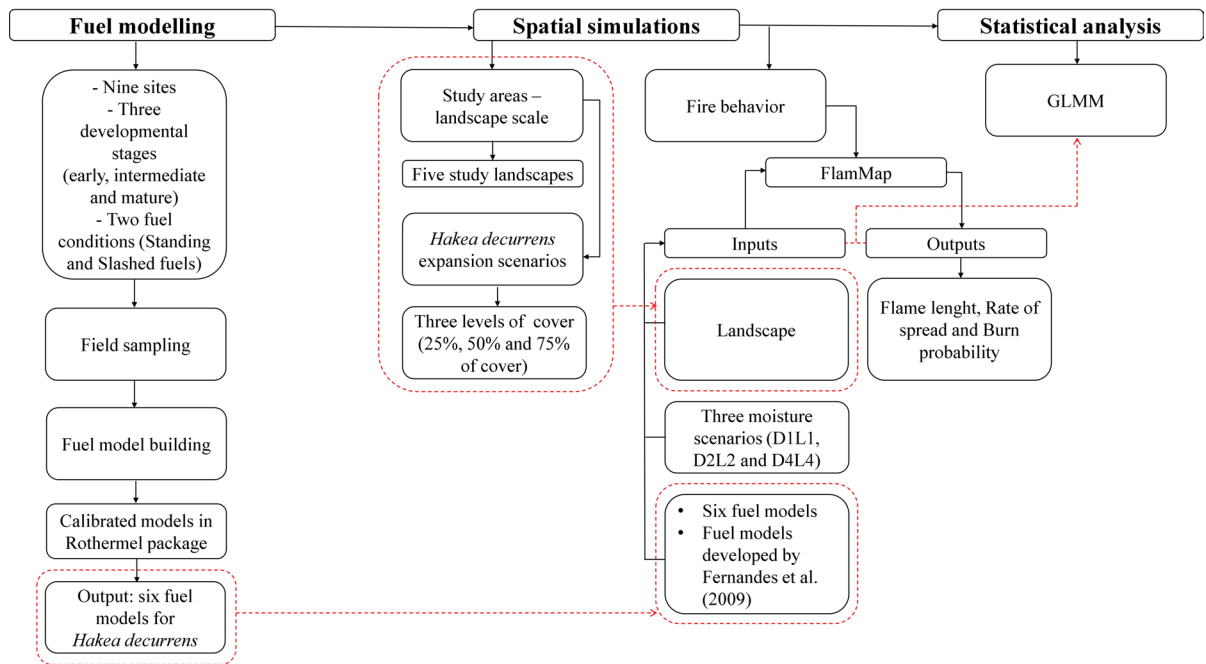 Fuel modelling
Spatial simulations
Statistical analysis
- Nine sites
- Three
developmental
stages
(early, intermediate
and mature)
- Two fuel
conditions (Standing
and Slashed fuels)
Field sampling
Fuel model building
Calibrated models in
Rothermel package
Output: six fuel
models for
Hakea decurrens
Study areas –
landscape scale
Five study landscapes
Hakea decurrens
expansion scenarios
Three levels of cover
(25%, 50% and 75%
of cover)
Fire behavior
FlamMap
Inputs
Outputs
Landscape
Three moisture
scenarios (D1L1,
D2L2 and D4L4)
• Six fuel models
• Fuel models
developed by
Fernandes et al.
(2009)
Flame lenght, Rate of
spread and Burn
probability
GLMM